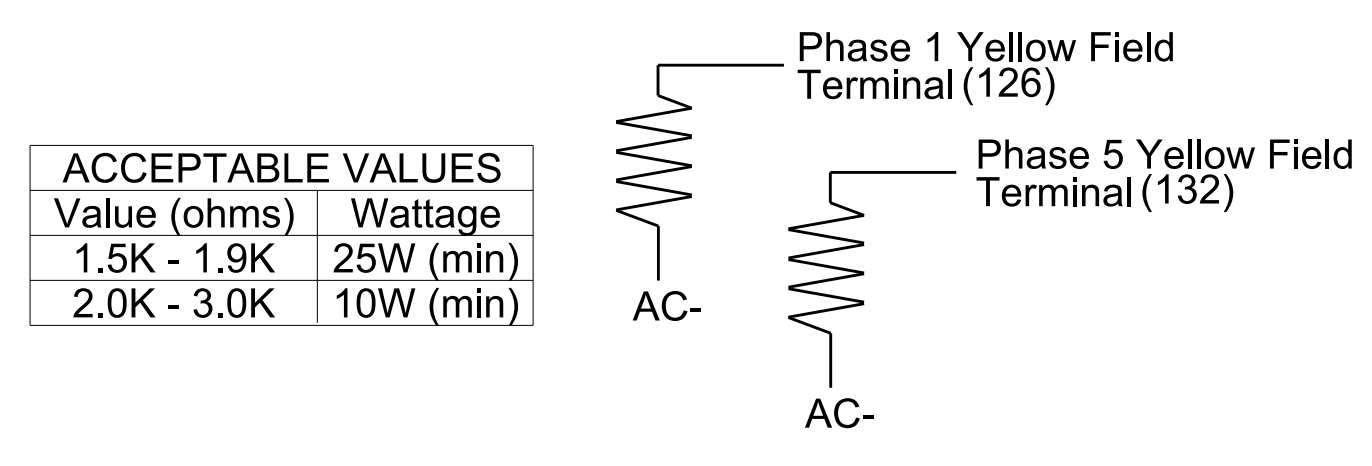 ACCEPTABLE VALUES
Value (ohms) Wattage
1.5K - 1.9K 25W (min)
2.0K - 3.0K 10W (min)
Phase 1 Yellow Field
Terminal (126)
AC-
Phase 5 Yellow Field
Terminal (132)
AC-